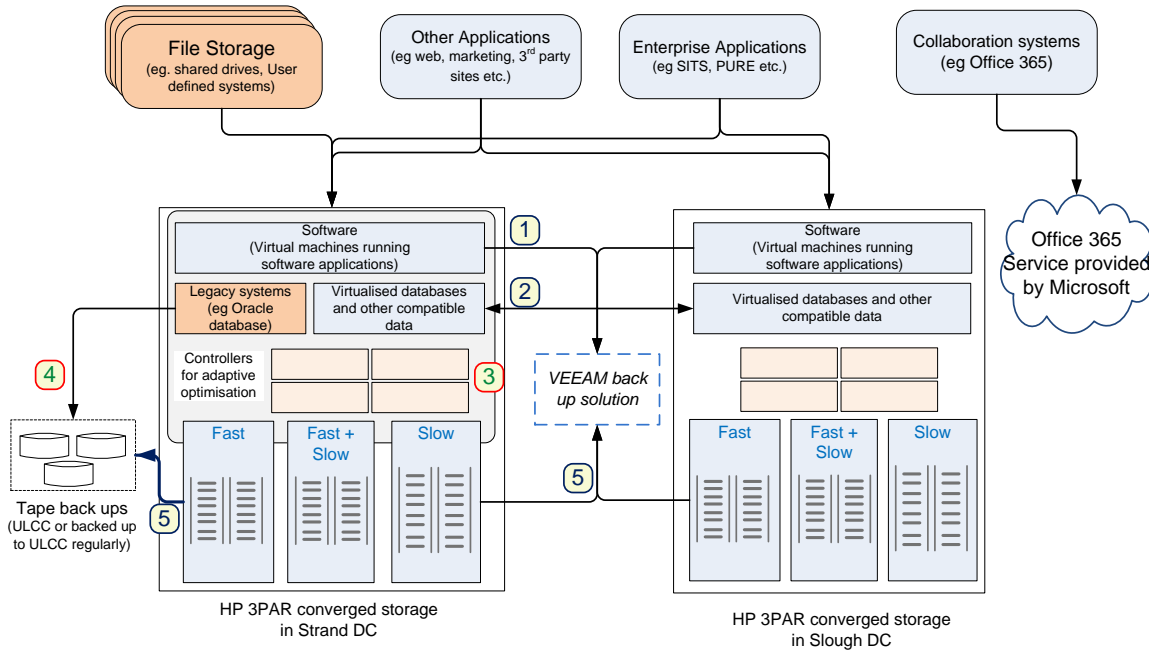 File Storage
(eg. shared drives, User
defined systems)
Other Applications
(eg web, marketing, 3rd party
sites etc.)
Enterprise Applications
(eg SITS, PURE etc.)
Collaboration systems
(eg Office 365)
Software
(Virtual machines running
software applications)
1
Software
(Virtual machines running
software applications)
Office 365
Service provided
by Microsoft
Legacy systems
(eg Oracle
database)
Virtualised databases
and other compatible
data
2
Virtualised databases and other
compatible data
4
Controllers
for adaptive
optimisation
3
VEEAM back
up solution
Fast
Fast +
Slow
Slow
Fast
Fast +
Slow
Slow
5
5
Tape back ups
(ULCC or backed up
to ULCC regularly)
HP 3PAR converged storage
in Strand DC
HP 3PAR converged storage
in Slough DC